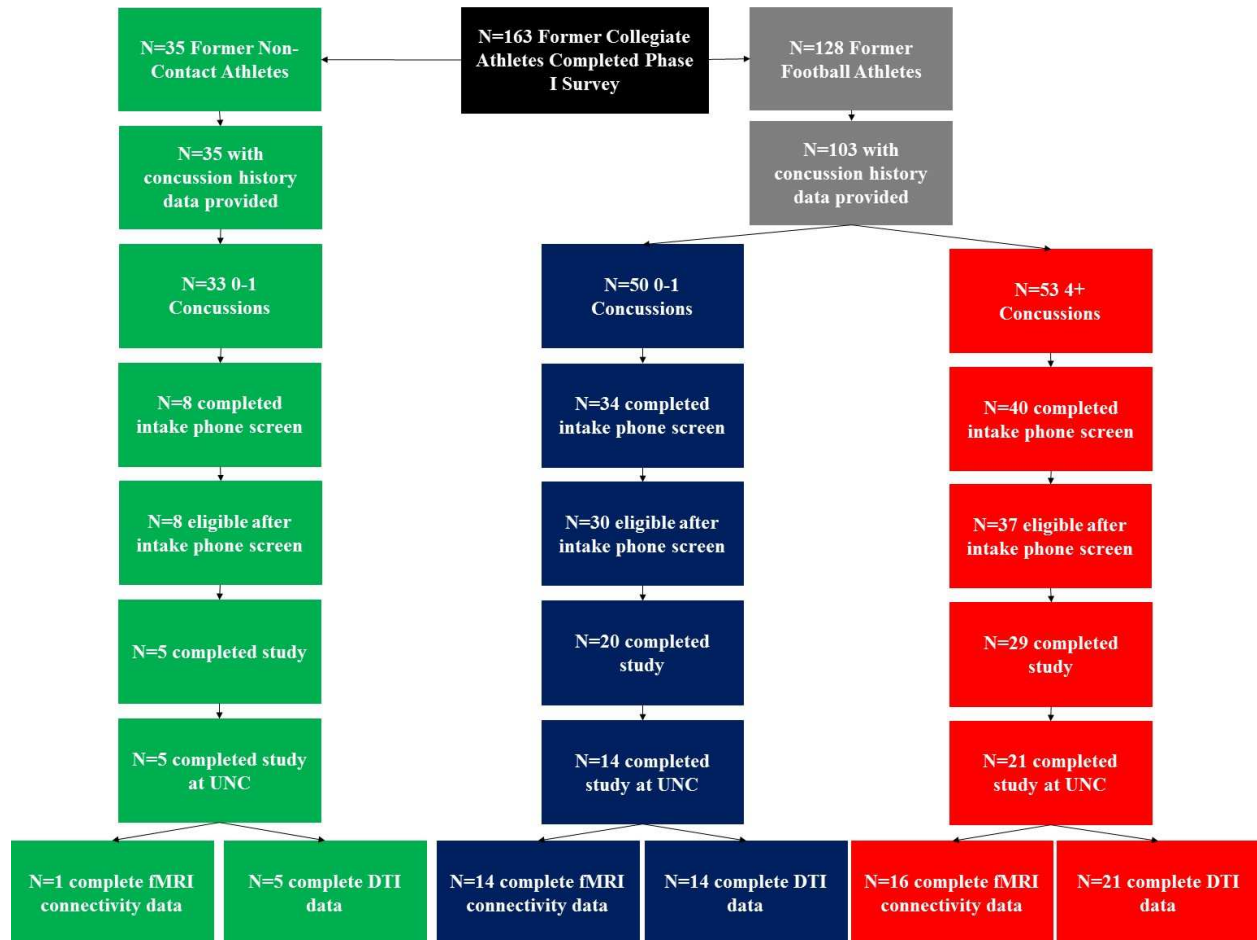 N=35 Former Non-
Contact Athletes
N=163 Former Collegiate
Athletes Completed Phase
I Survey
N=128 Former
Football Athletes
N=35 with
concussion history
data provided
N=103 with
concussion history
data provided
N=33 0-1
Concussions
N=50 0-1
Concussions
N=53 4+
Concussions
N=8 completed
intake phone screen
N=34 completed
intake phone screen
N=40 completed
intake phone screen
N=8 eligible after
intake phone screen
N=30 eligible after
intake phone screen
N=37 eligible after
intake phone screen
N=5 completed study
N=20 completed
study
N=29 completed
study
N=5 completed study
at UNC
N=14 completed
study at UNC
N=21 completed
study at UNC
N=1 complete fMRI
connectivity data
N=5 complete DTI
data
N=14 complete fMRI
connectivity data
N=14 complete DTI
data
N=16 complete fMRI
connectivity data
N=21 complete DTI
data